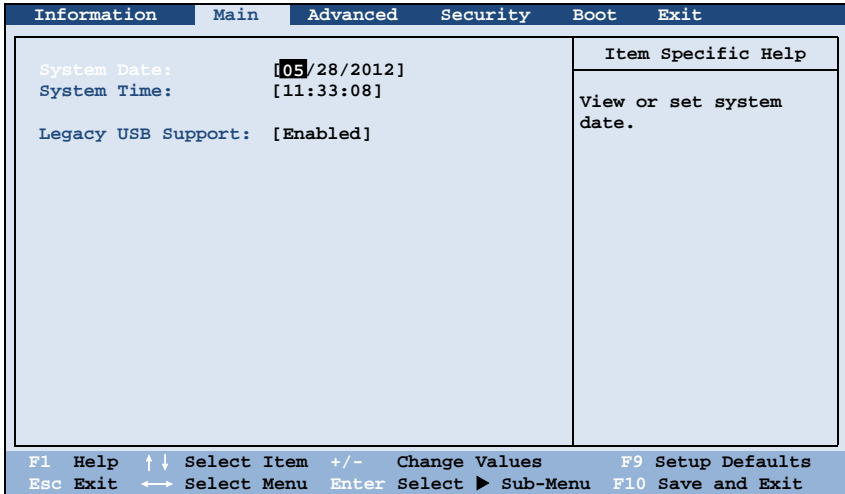 Information Main Advanced Security Boot Exit
System Date: [05/28/2012]
System Time: [11:33:08]
Legacy USB Support: [Enabled]
Item Specific Help
View or set system
date.
F1 Help ↑↓ Select Item +/- Change Values F9 Setup Defaults
Esc Exit ←→ Select Menu Enter Select ▶ Sub-Menu F10 Save and Exit